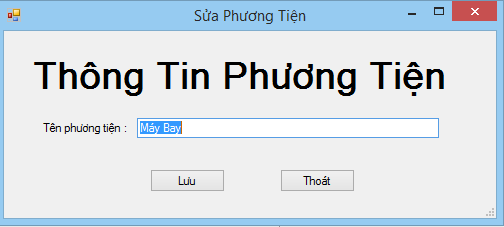 Sửa Phương Tiện
Thông Tin Phương Tiện
Tên phương tiện :
Máy Bay
Lưu
Thoát